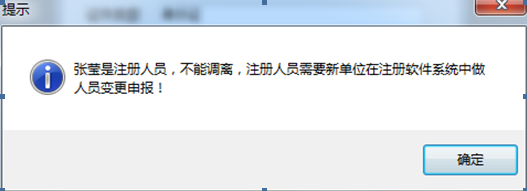 提示
张莹是注册人员，不能调离，注册人员需要新单位在注册软件系统中做
人员变更申报！
确定